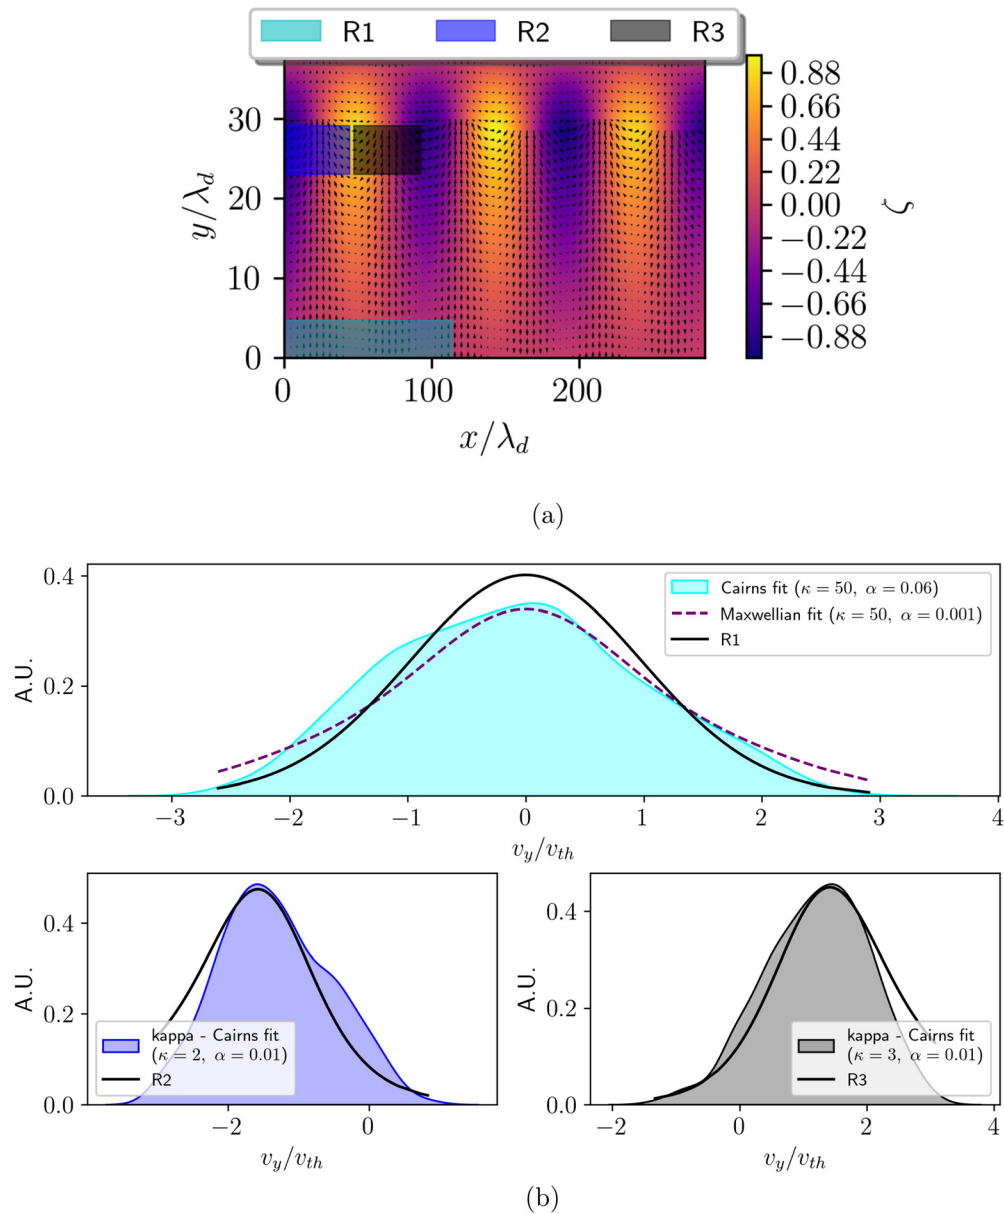 R1 R2 R3
30
20
10
0
y/λ_d
0 100 200
x/λ_d
0.88
0.66
0.44
0.22
0.00
−0.22
−0.44
−0.66
−0.88
ζ
(a)
0.4
0.2
0.0
A.U.
Cairns fit (κ = 50, α = 0.06)
Maxwellian fit (κ = 50, α = 0.001)
R1
−3 −2 −1 0 1 2 3 4
v_y/v_th
0.4
0.2
0.0
A.U.
kappa - Cairns fit
(κ = 2, α = 0.01)
R2
−2 0
v_y/v_th
0.4
0.2
0.0
A.U.
kappa - Cairns fit
(κ = 3, α = 0.01)
R3
−2 0 2 4
v_y/v_th
(b)